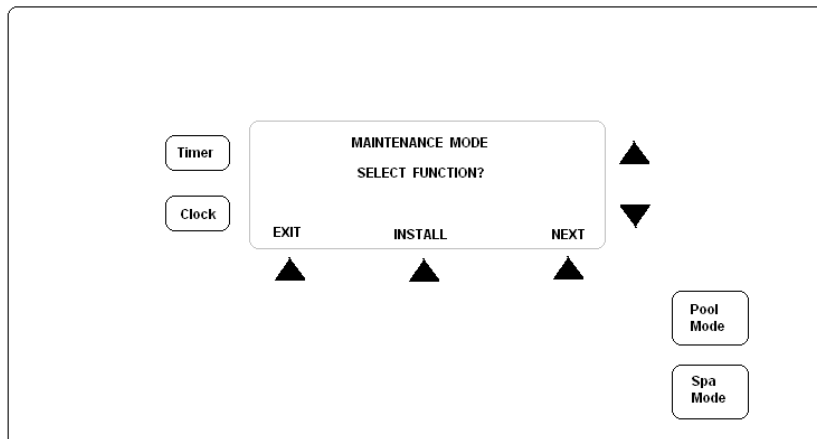 MAINTENANCE MODE
SELECT FUNCTION?
Timer
Clock
EXIT
INSTALL
NEXT
Pool
Mode
Spa
Mode